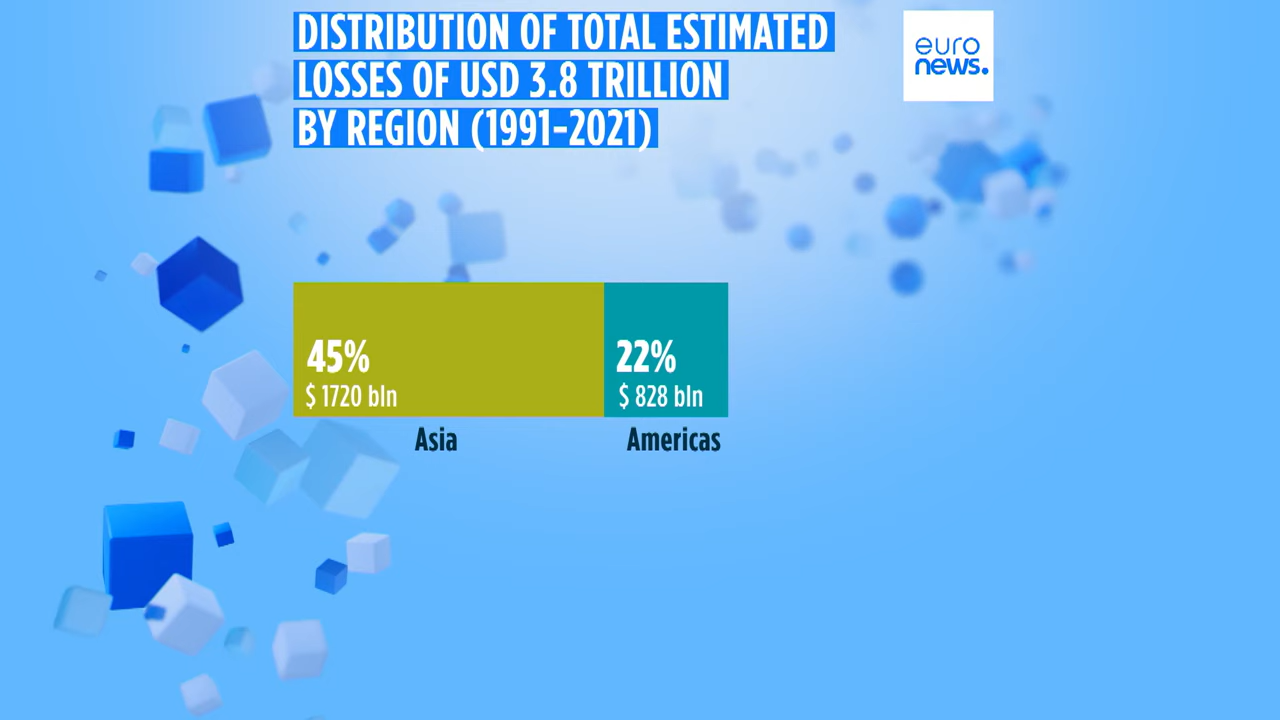 DISTRIBUTION OF TOTAL ESTIMATED
LOSSES OF USD 3.8 TRILLION
BY REGION (1991-2021)
euro
news.
45%
$ 1720 bln
22%
$ 828 bln
Asia
Americas